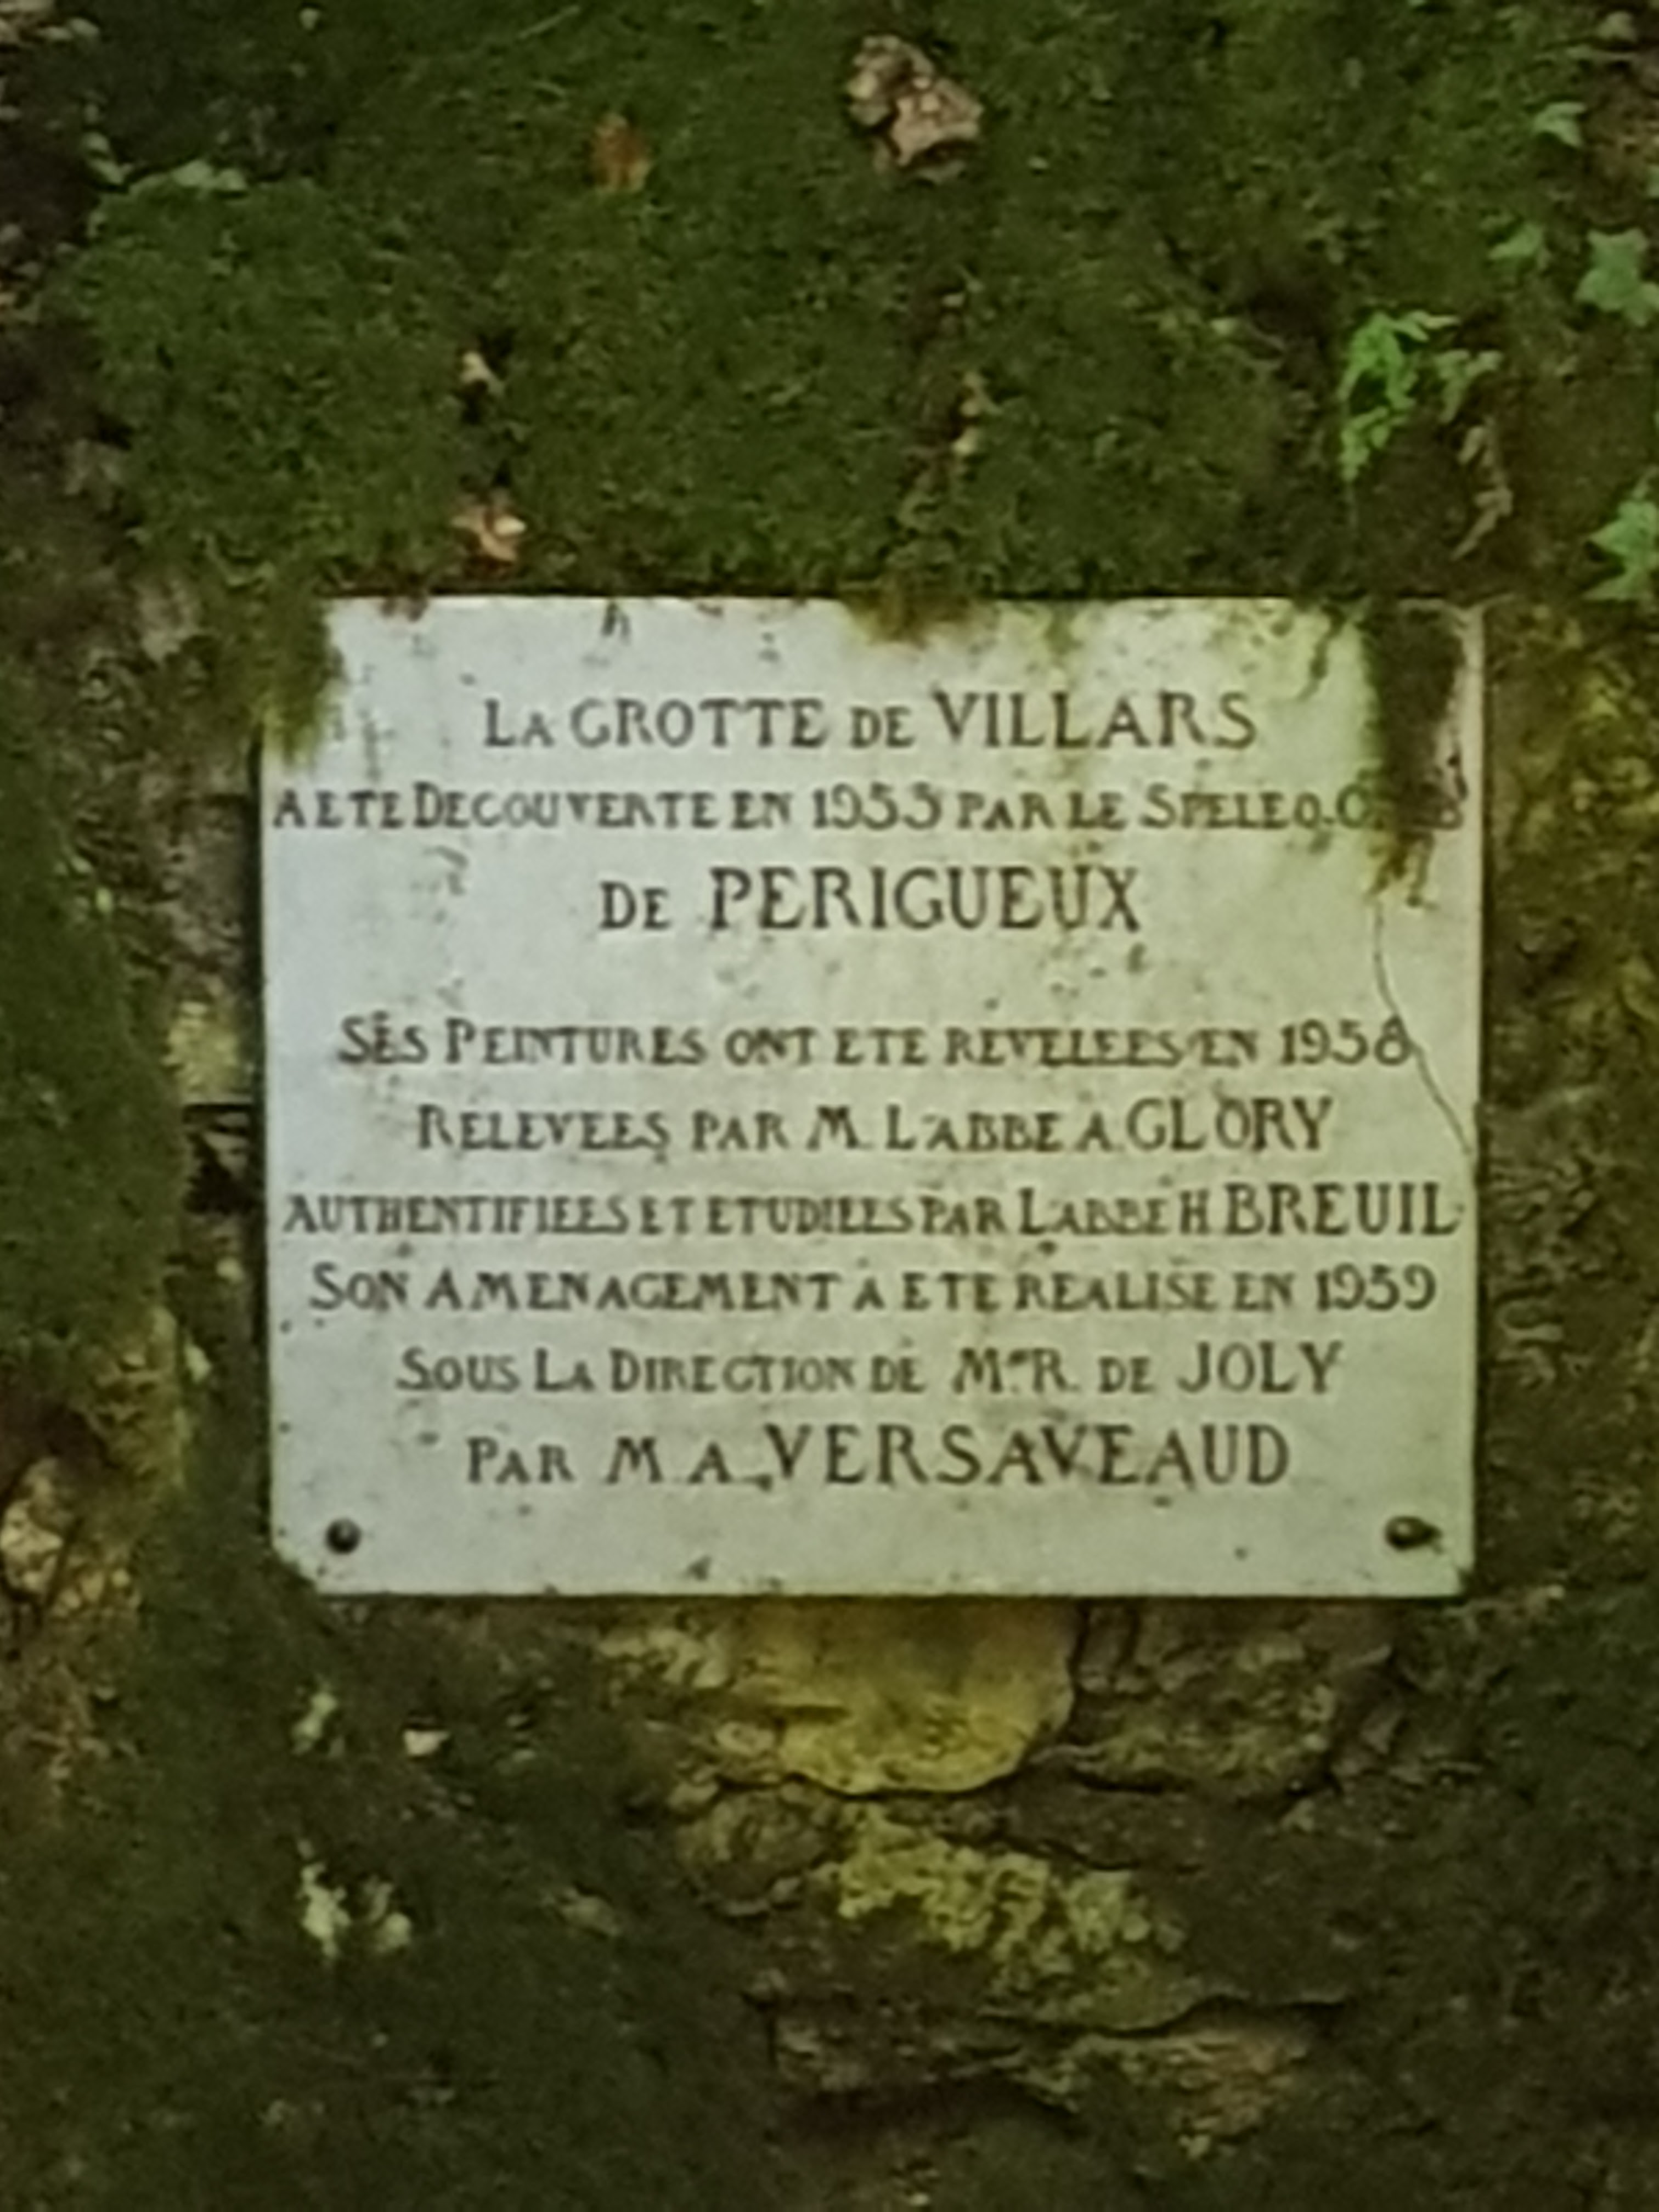 LA GROTTE DE VILLARS
A ETE DECOUVERTE EN 1953 PAR LE SPELEO.
DE PERIGUEUX
SES PEINTURES ONT ETE REVELEES EN 1958
RELEVEES PAR M. L'ABBE A. GLORY
AUTHENTIFIEES ET ETUDIEES PAR L'ABBE H BREUIL
SON AMENAGEMENT A ETE REALISE EN 1959
SOUS LA DIRECTION DE Mr. R. DE JOLY
PAR M. A. VERSAVEAUD